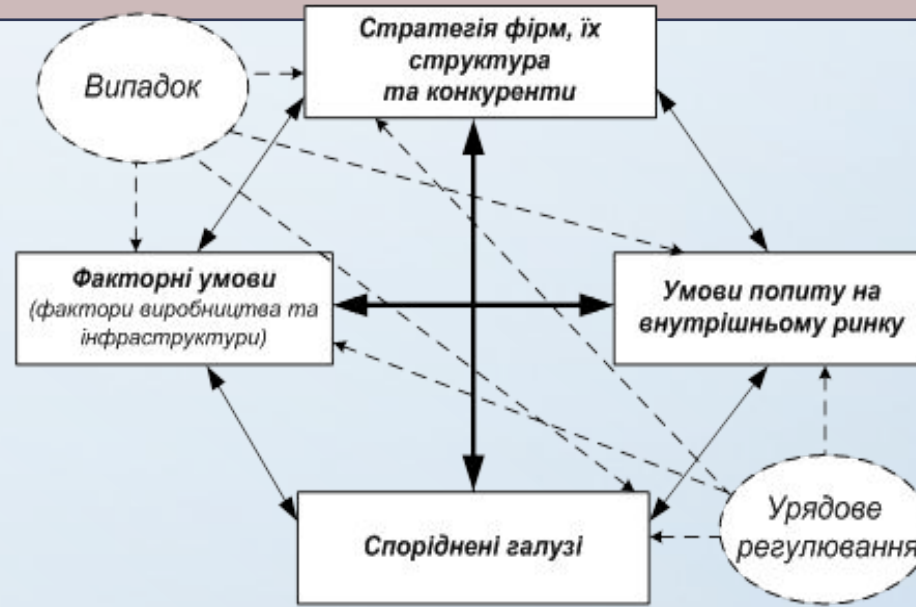 Стратегія фірм, їх
структура
та конкуренти
Випадок
Факторні умови
(фактори виробництва та
інфраструктури)
Умови попиту на
внутрішньому ринку
Споріднені галузі
Урядове
регулювання